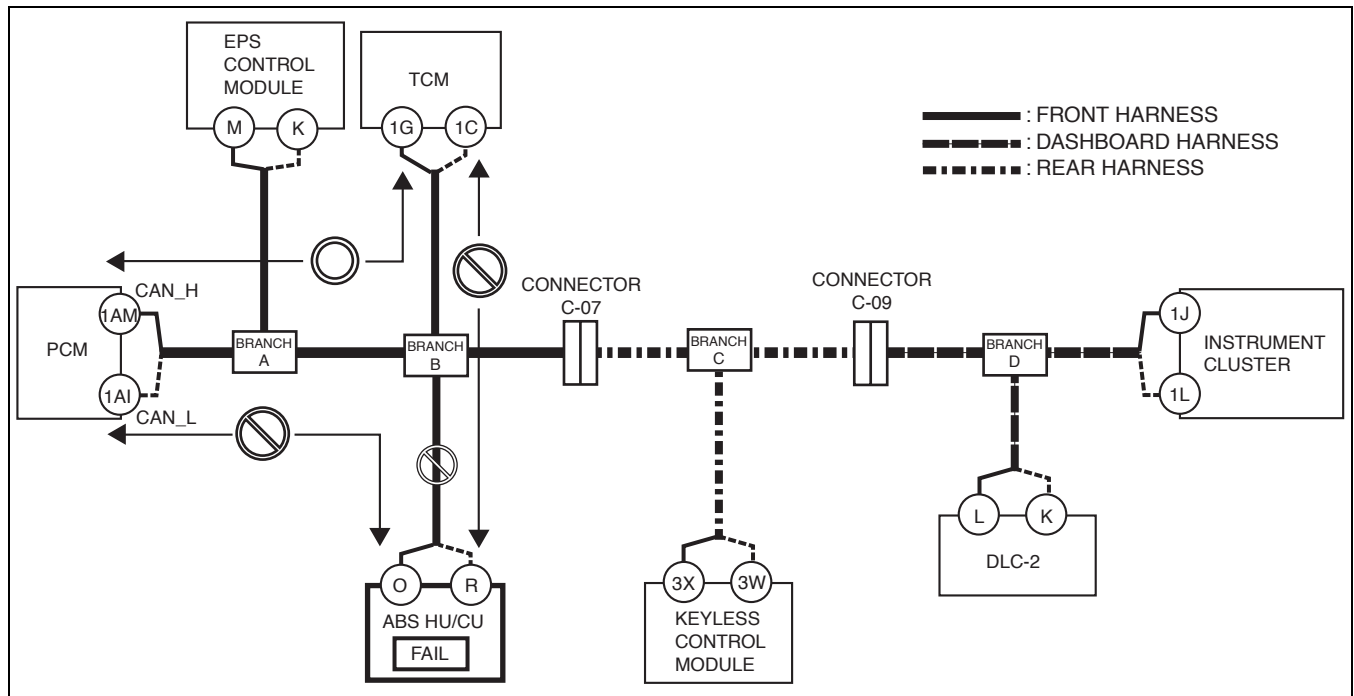 EPS
CONTROL
MODULE
M
K
TCM
1G
1C
: FRONT HARNESS
: DASHBOARD HARNESS
: REAR HARNESS
CAN_H
1AM
PCM
1AI
CAN_L
BRANCH
A
BRANCH
B
CONNECTOR
C-07
BRANCH
C
CONNECTOR
C-09
BRANCH
D
1J
INSTRUMENT
CLUSTER
1L
O
R
ABS HU/CU
FAIL
3X
3W
KEYLESS
CONTROL
MODULE
L
K
DLC-2